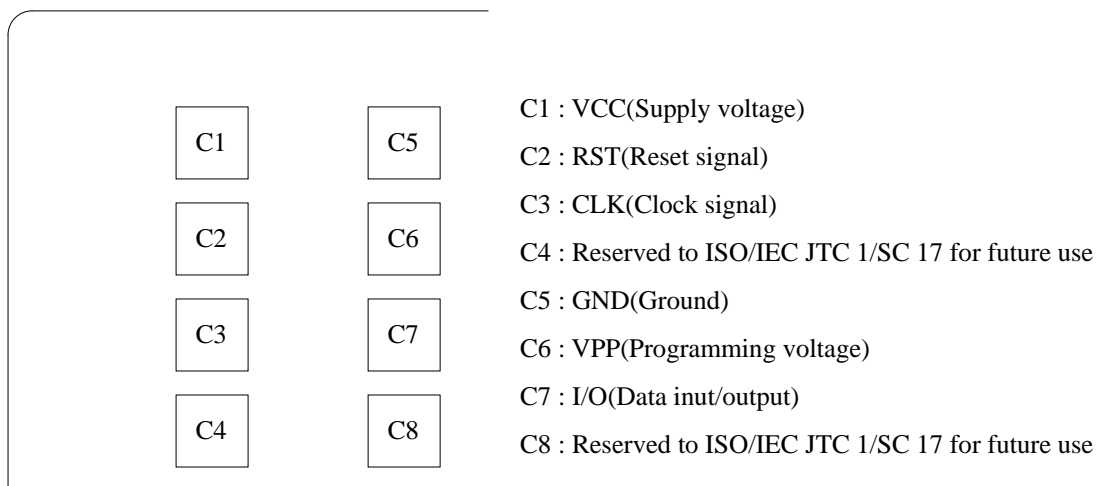 C1 C5
C2 C6
C3 C7
C4 C8
C1 : VCC(Supply voltage)
C2 : RST(Reset signal)
C3 : CLK(Clock signal)
C4 : Reserved to ISO/IEC JTC 1/SC 17 for future use
C5 : GND(Ground)
C6 : VPP(Programming voltage)
C7 : I/O(Data inut/output)
C8 : Reserved to ISO/IEC JTC 1/SC 17 for future use